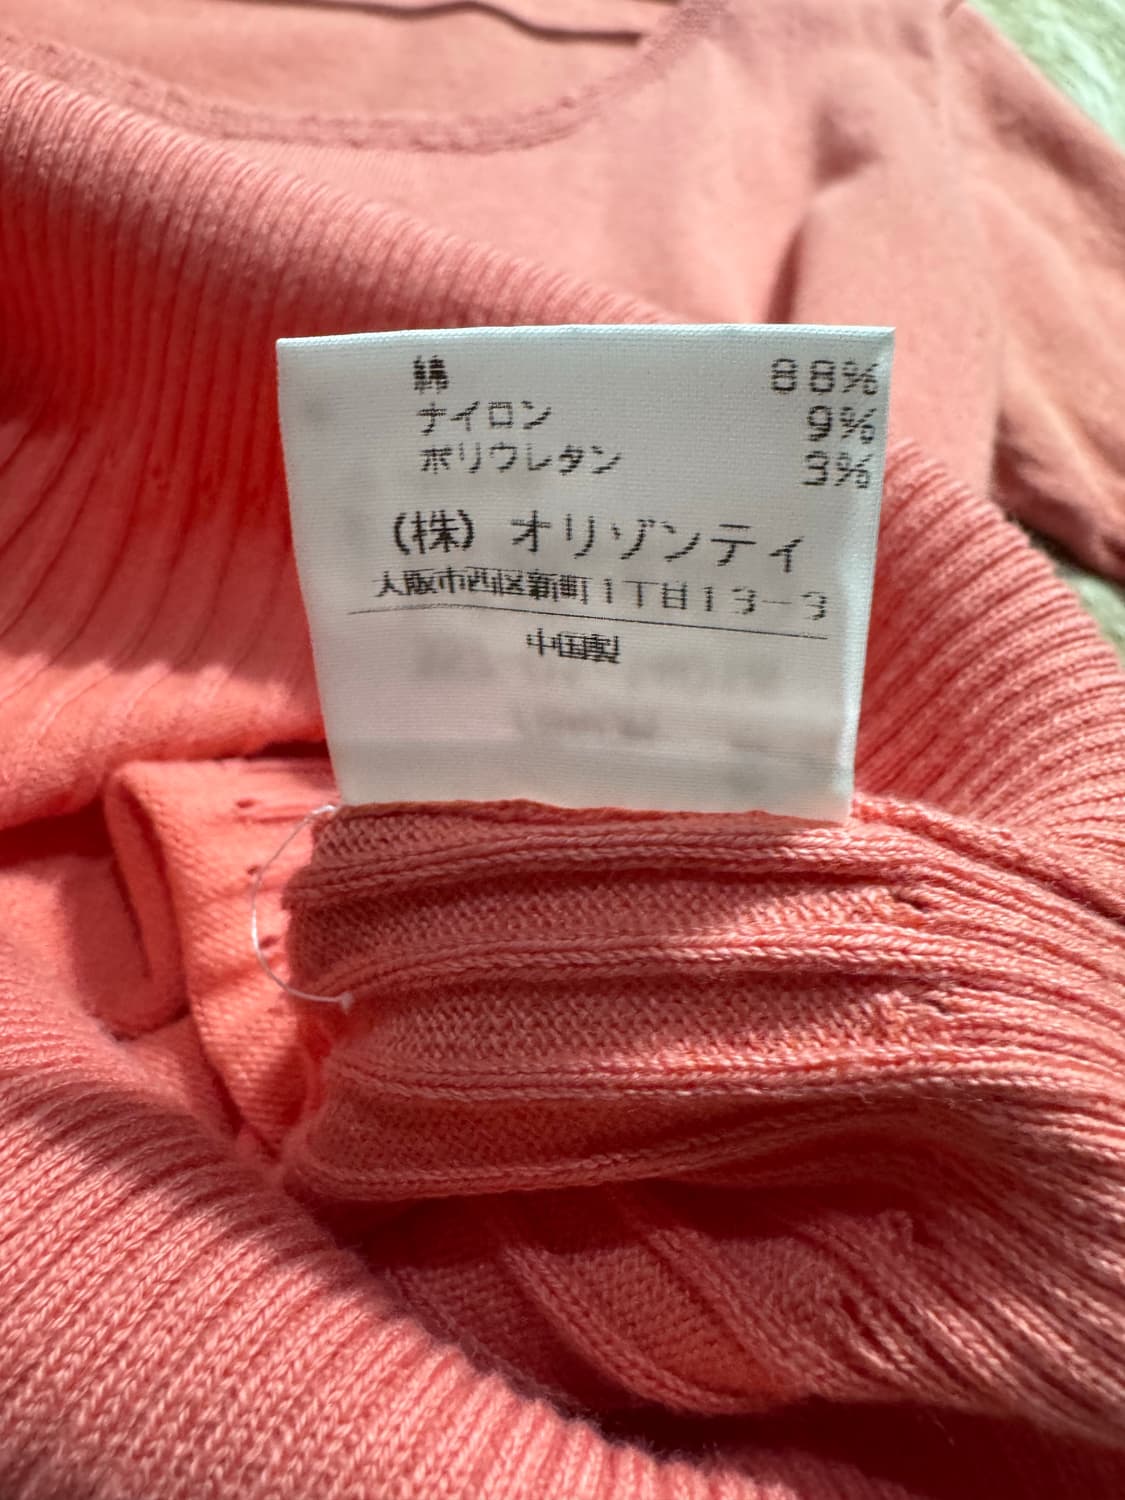 綿 88%
ナイロン 9%
ポリウレタン 3%
(株) オリゾンティ
大阪市西区新町1丁目13-3
中国製